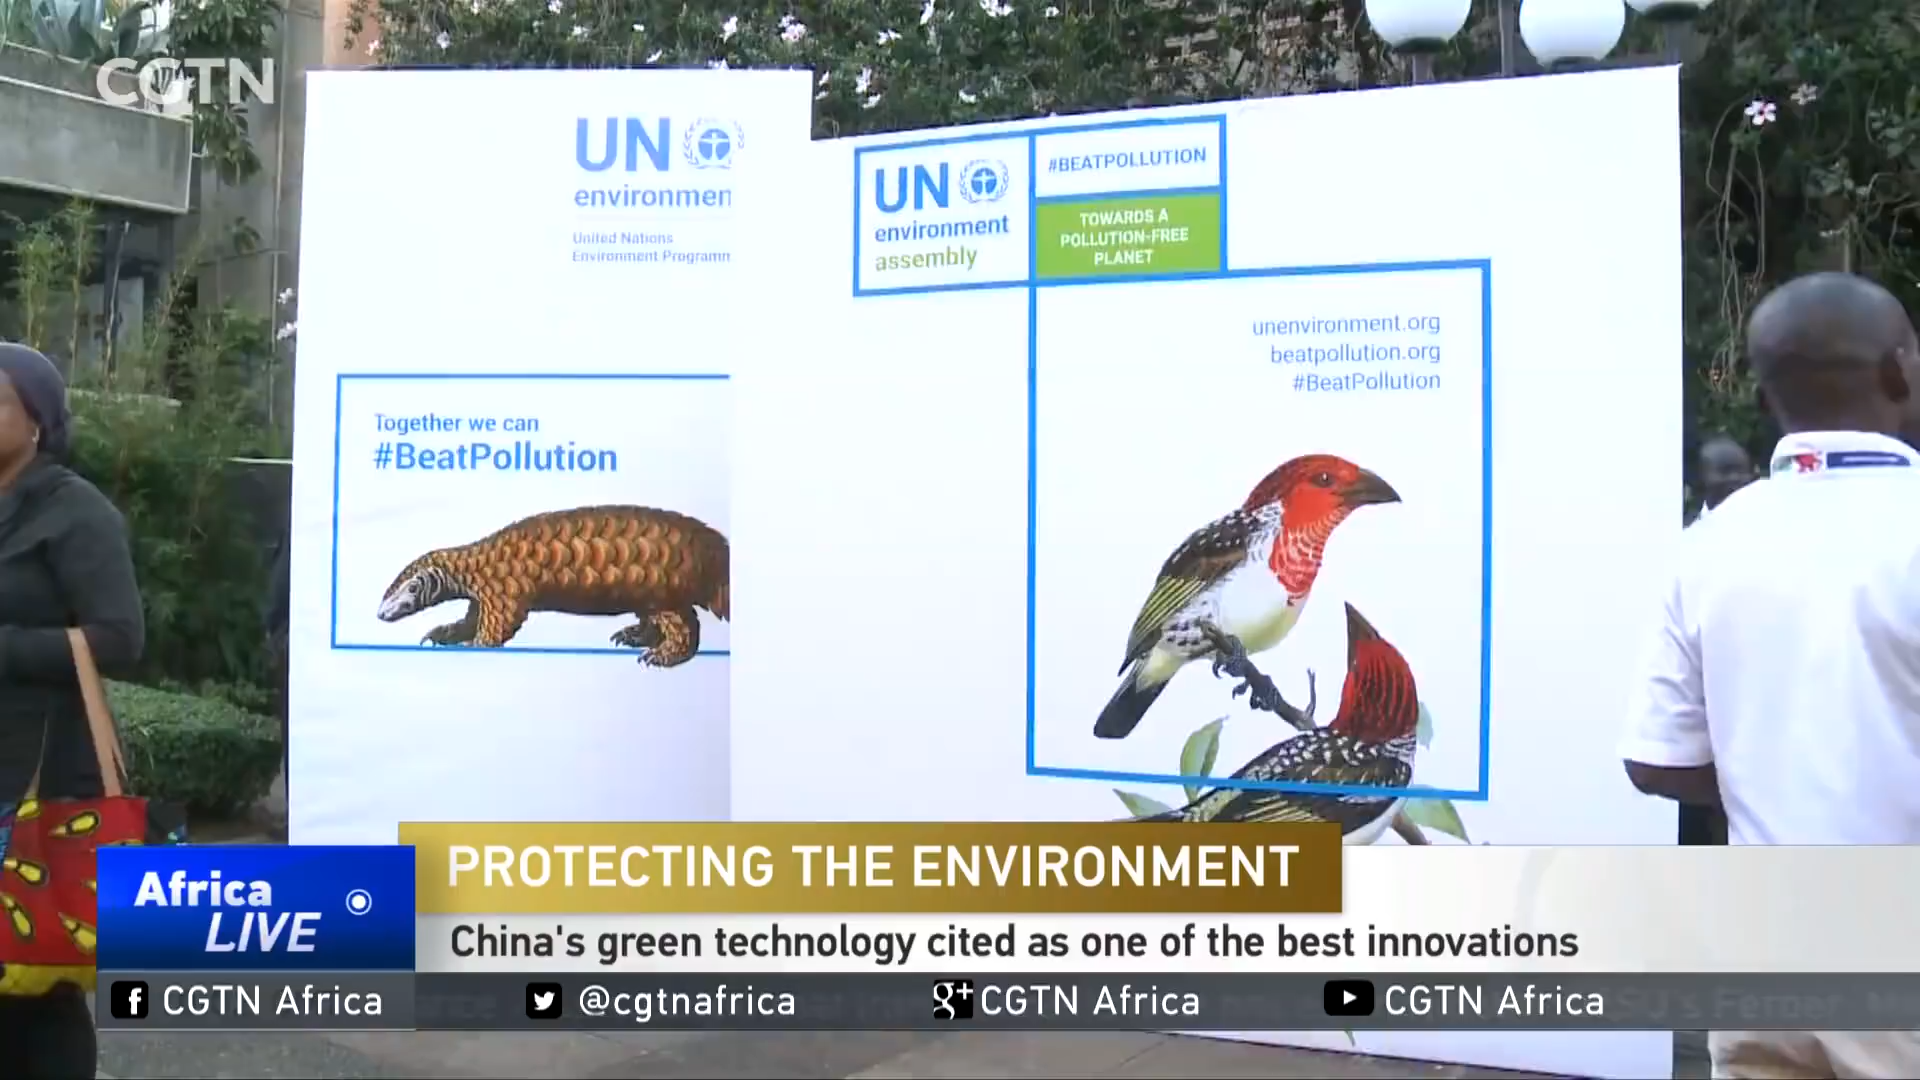 CGTN
UN
environmen
United Nations
Environment Programm
Together we can
#BeatPollution
UN
environment
assembly
#BEATPOLLUTION
TOWARDS A
POLLUTION-FREE
PLANET
unenvironment.org
beatpollution.org
#BeatPollution
PROTECTING THE ENVIRONMENT
Africa
LIVE
China's green technology cited as one of the best innovations
CGTN Africa
@cgtnafrica
g+ CGTN Africa
CGTN Africa